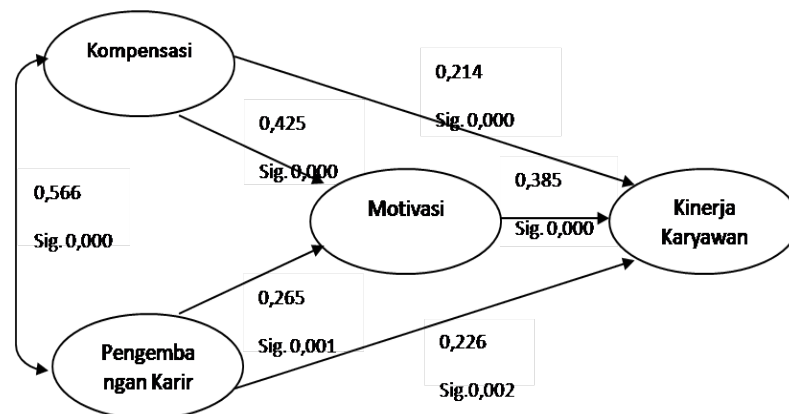 Kompensasi
0,214
Sig. 0,000
0,425
Sig. 0,000
0,566
Sig. 0,000
Motivasi
0,385
Sig. 0,000
Kinerja
Karyawan
0,265
Sig. 0,001
Pengemba
ngan Karir
0,226
Sig.0,002